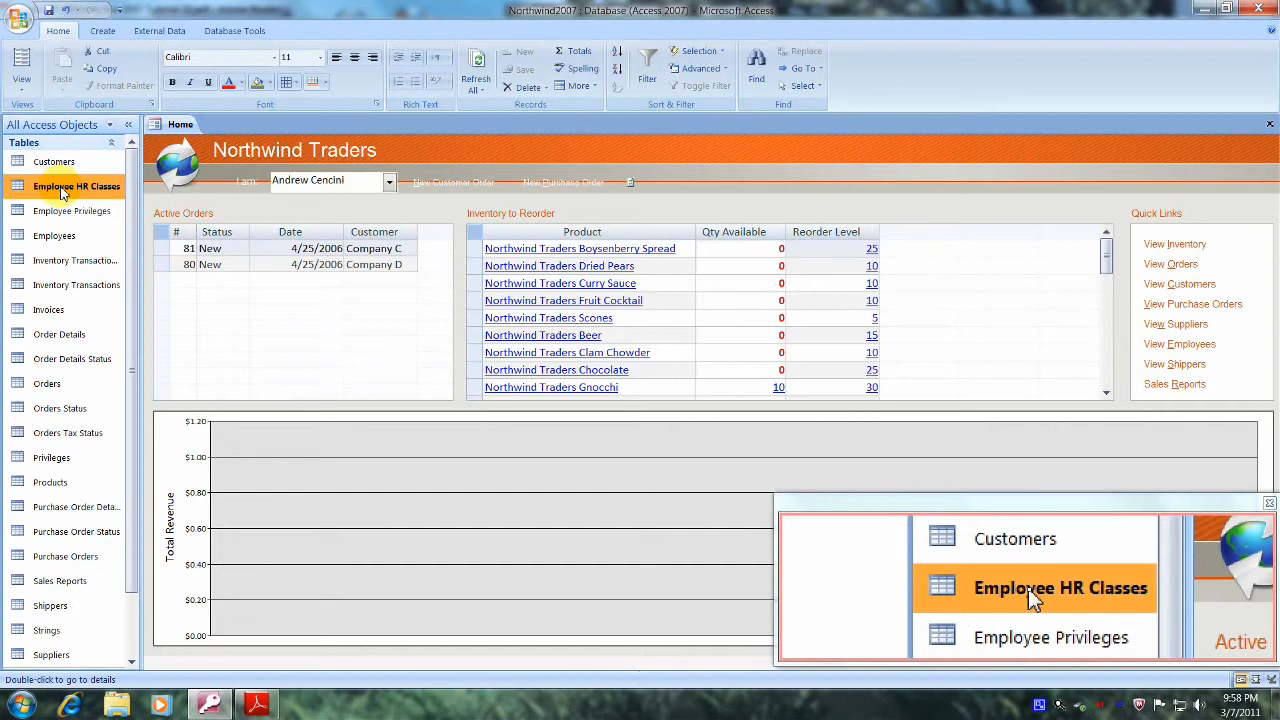 Northwind2007 : Database (Access 2007) - Microsoft Access
Home Create External Data Database Tools
View
Views
Paste
Cut
Copy
Format Painter
Clipboard
Calibri 11
B I U A
Font
Rich Text
Refresh All
New
Save
Delete
Totals
Spelling
More
Records
Filter
Selection
Advanced
Toggle Filter
Sort & Filter
Find
Replace
Go To
Select
Find
All Access Objects
Tables
Customers
Employee HR Classes
Employee Privileges
Employees
Inventory Transactio...
Inventory Transactions
Invoices
Order Details
Order Details Status
Orders
Orders Status
Orders Tax Status
Privileges
Products
Purchase Order Deta...
Purchase Order Status
Purchase Orders
Sales Reports
Shippers
Strings
Suppliers
Home
Northwind Traders
I am: Andrew Cencini New Customer Order New Purchase Order
Active Orders
# Status Date Customer
81 New 4/25/2006 Company C
80 New 4/25/2006 Company D
Inventory to Reorder
Product Qty Available Reorder Level
Northwind Traders Boysenberry Spread 0 25
Northwind Traders Dried Pears 0 10
Northwind Traders Curry Sauce 0 10
Northwind Traders Fruit Cocktail 0 10
Northwind Traders Scones 0 5
Northwind Traders Beer 0 15
Northwind Traders Clam Chowder 0 10
Northwind Traders Chocolate 0 25
Northwind Traders Gnocchi 10 30
Quick Links
View Inventory
View Orders
View Customers
View Purchase Orders
View Suppliers
View Employees
View Shippers
Sales Reports
Total Revenue
$1.20
$1.00
$0.80
$0.60
$0.40
$0.20
$0.00
Customers
Employee HR Classes
Employee Privileges
Active
Double-click to go to details
9:58 PM
3/7/2011